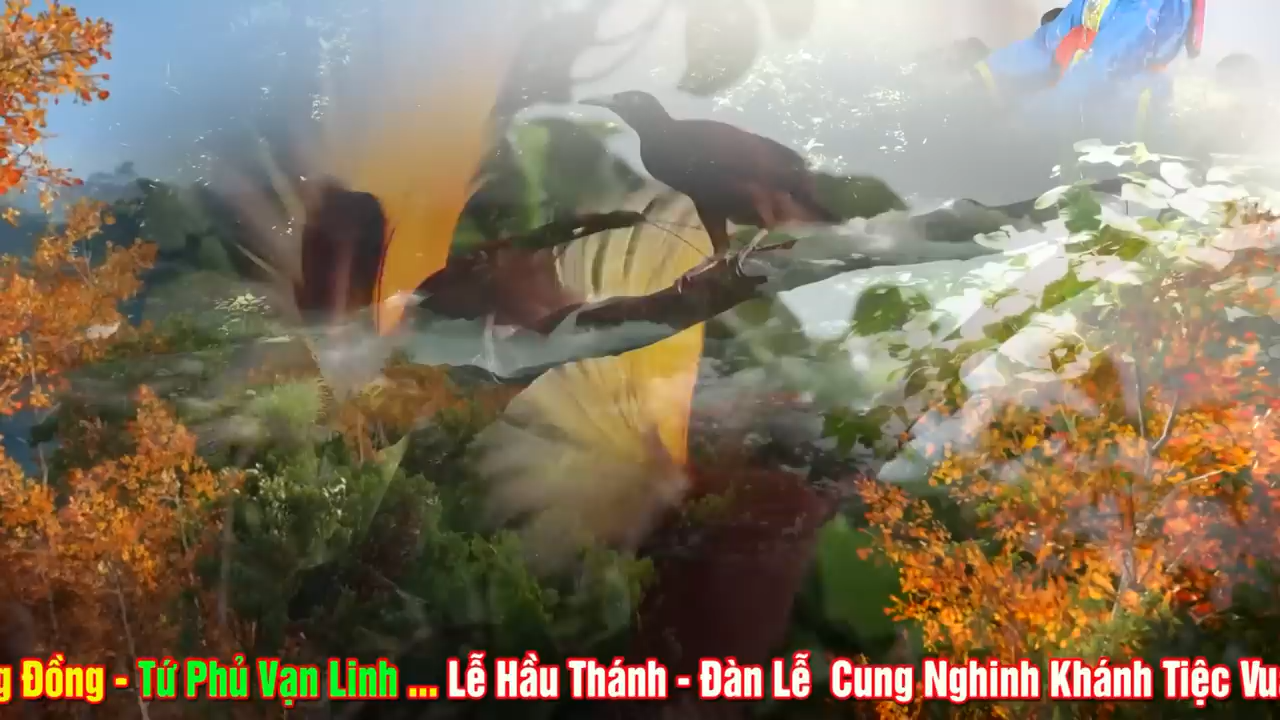 Đồng - Tứ Phủ Vạn Linh ... Lễ Hầu Thánh - Đàn Lễ Cung Nghinh Khánh Tiệc